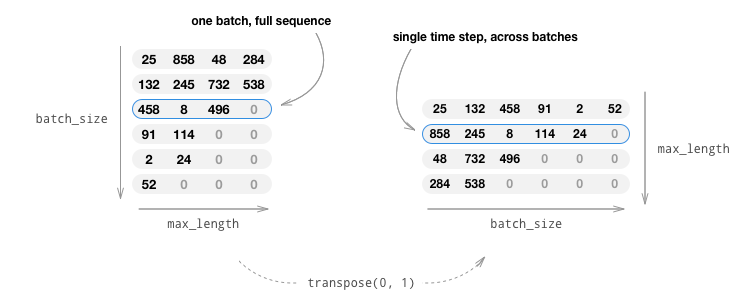 one batch, full sequence
25 858 48 284
132 245 732 538
458 8 496 0
91 114 0 0
2 24 0 0
52 0 0 0
batch_size
max_length
single time step, across batches
25 132 458 91 2 52
858 245 8 114 24 0
48 732 496 0 0 0
284 538 0 0 0 0
max_length
batch_size
transpose(0, 1)